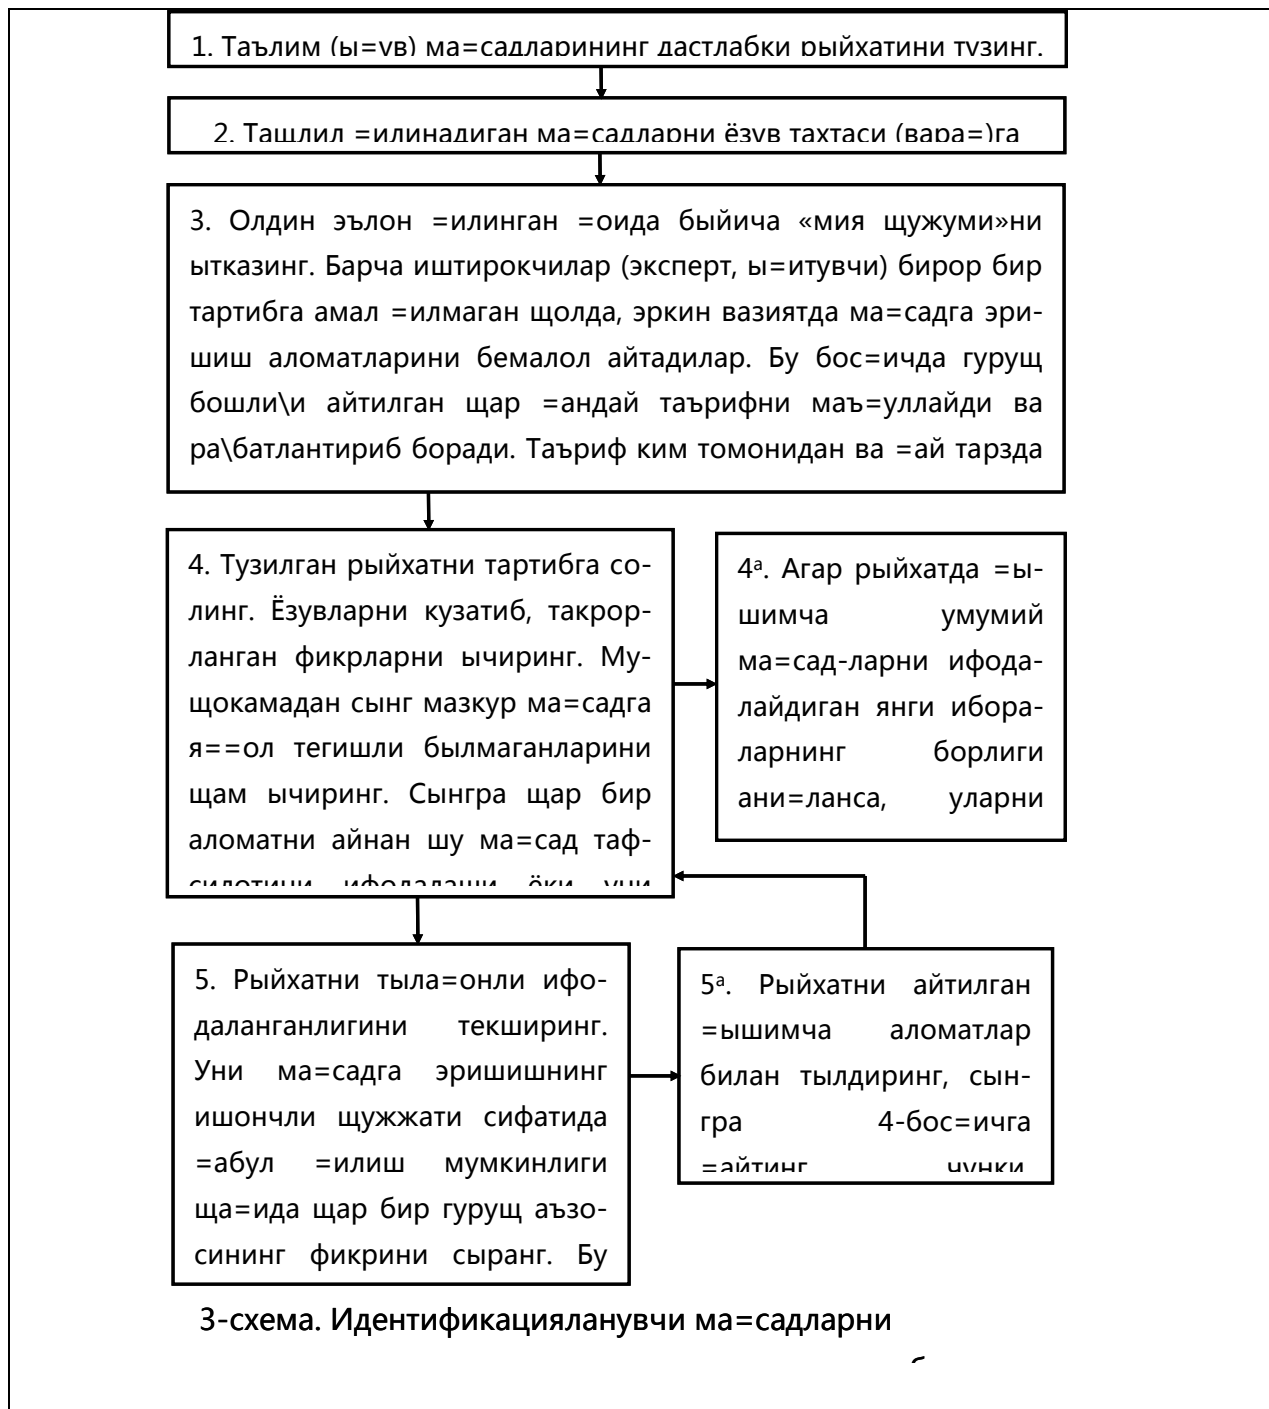 1. Таълим (ы=ув) ма=садларининг дастлабки рыйхатини тузинг.
2. Ташлил =илинадиган ма=садларни ёзув тахтаси (вара=)га
3. Олдин эълон =илинган =оида быйича «мия щужуми»ни
ытказинг. Барча иштирокчилар (эксперт, ы=итувчи) бирор бир
тартибга амал =илмаган щолда, эркин вазиятда ма=садга эри-
шиш аломатларини бемалол айтадилар. Бу бос=ичда гурущ
бошли\и айтилган щар =андай таърифни маъ=уллайди ва
ра\батлантириб боради. Таъриф ким томонидан ва =ай тарзда
4. Тузилган рыйхатни тартибга со-
линг. Ёзувларни кузатиб, такрор-
ланган фикрларни ычиринг. Му-
щокамадан сынг мазкур ма=садга
я==ол тегишли былмаганларини
щам ычиринг. Сынгра щар бир
аломатни айнан шу ма=сад таф-
силотини ифодалаши ёки уни
4ª. Агар рыйхатда =ы-
шимча умумий
ма=сад-ларни ифода-
лайдиган янги ибора-
ларнинг борлиги
ани=ланса, уларни
5. Рыйхатни тыла=онли ифо-
даланганлигини текширинг.
Уни ма=садга эришишнинг
ишончли щужжати сифатида
=абул =илиш мумкинлиги
ща=ида щар бир гурущ аъзо-
сининг фикрини сыранг. Бу
5ª. Рыйхатни айтилган
=ышимча аломатлар
билан тылдиринг, сын-
гра 4-бос=ичга
=айтинг чунки
3-схема. Идентификацияланувчи ма=садларни